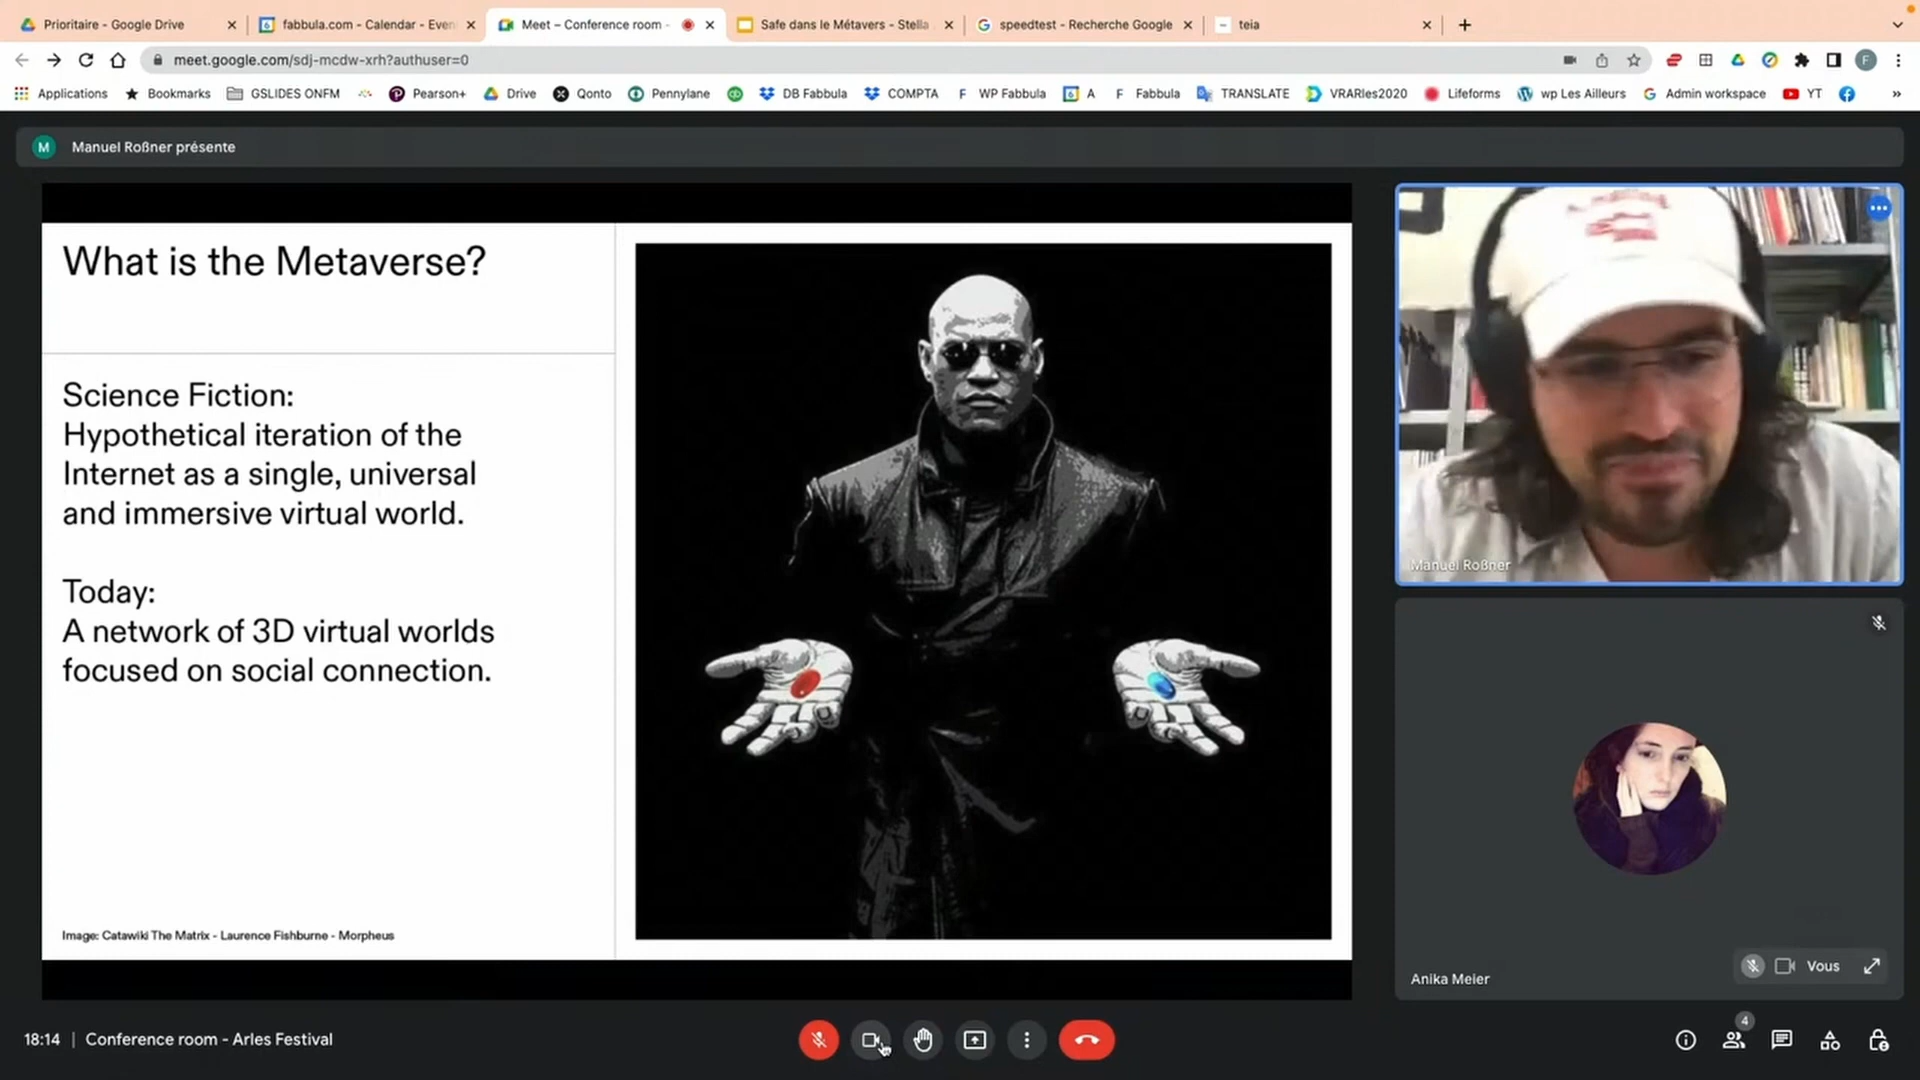 Prioritaire - Google Drive
fabbula.com - Calendar - Even
Meet – Conference room -
Safe dans le Métavers - Stella
speedtest - Recherche Google
teia
meet.google.com/sdj-mcdw-xrh?authuser=0
F
Applications
Bookmarks
GSLIDES ONFM
Pearson+
Drive
Qonto
Pennylane
DB Fabbula
COMPTA
F WP Fabbula
A
F Fabbula
TRANSLATE
VRARles2020
Lifeforms
wp Les Ailleurs
Admin workspace
YT
M
Manuel Roßner présente
What is the Metaverse?
Science Fiction:
Hypothetical iteration of the
Internet as a single, universal
and immersive virtual world.
Today:
A network of 3D virtual worlds
focused on social connection.
Image: Catawiki The Matrix - Laurence Fishburne - Morpheus
Manuel Roßner
Vous
Anika Meier
18:14 | Conference room - Arles Festival
4